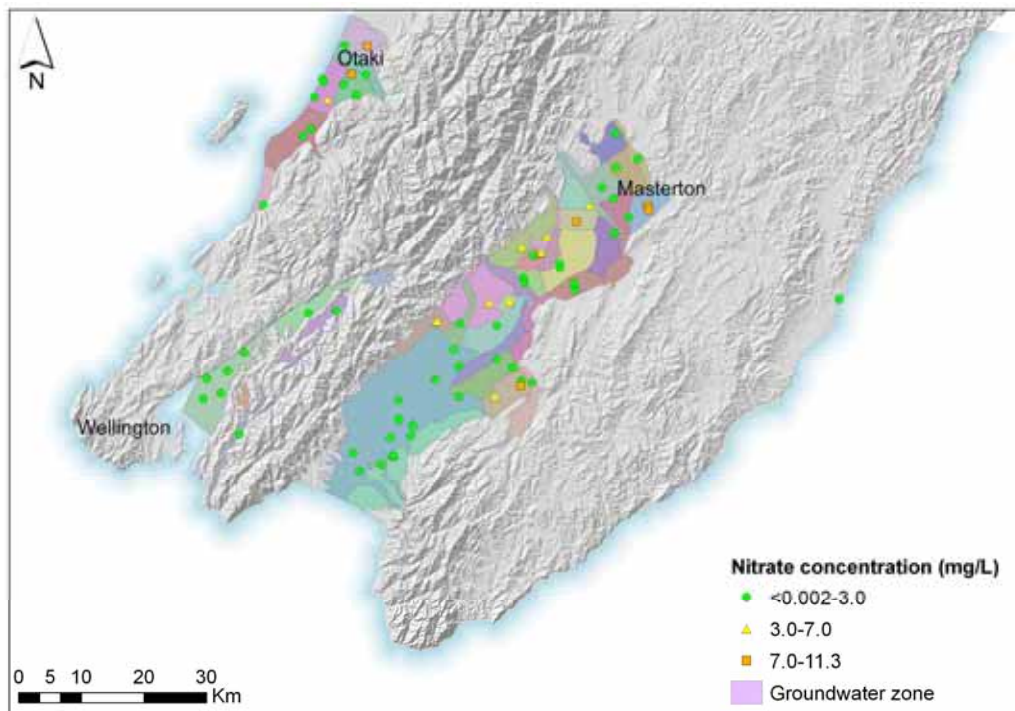 N
Otaki
Masterton
Wellington
Nitrate concentration (mg/L)
<0.002-3.0
3.0-7.0
7.0-11.3
Groundwater zone
0 5 10 20 30
Km